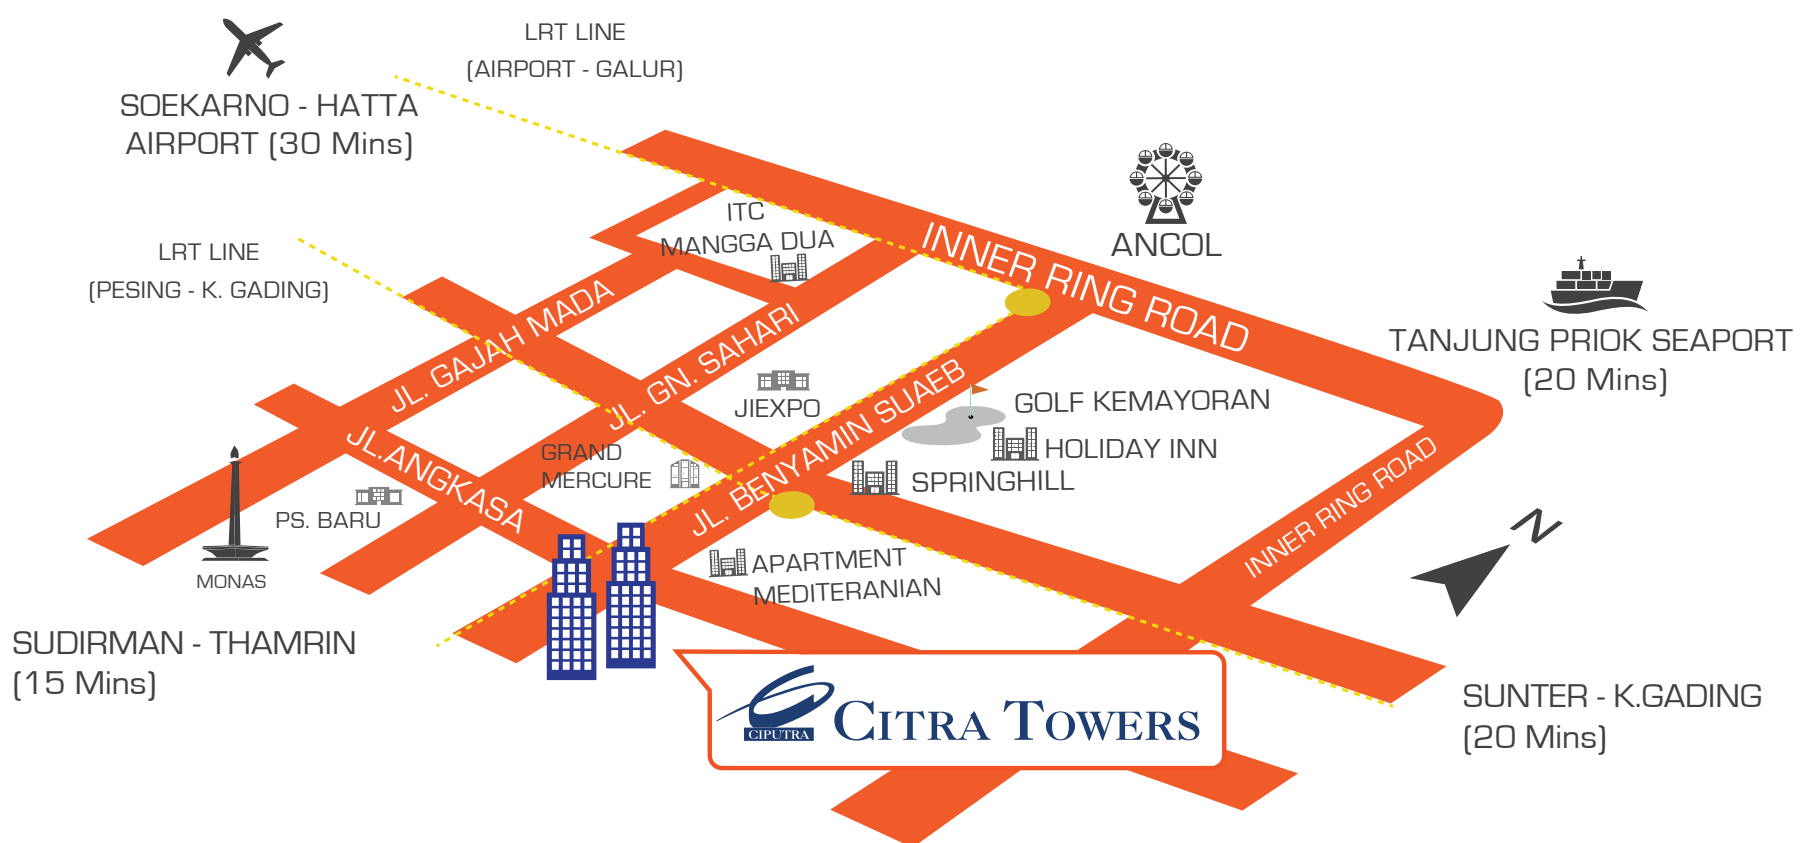 LRT LINE
(AIRPORT - GALUR)
SOEKARNO - HATTA
AIRPORT (30 Mins)
ITC
MANGGA DUA
INNER RING ROAD
ANCOL
LRT LINE
(PESING - K. GADING)
TANJUNG PRIOK SEAPORT
(20 Mins)
JL. GAJAH MADA
JL. GN. SAHARI
JIEXPO
JL. BENYAMIN SUAEB
GOLF KEMAYORAN
HOLIDAY INN
SPRINGHILL
GRAND
MERCURE
JL.ANGKASA
PS. BARU
MONAS
INNER RING ROAD
N
APARTMENT
MEDITERANIAN
SUDIRMAN - THAMRIN
(15 Mins)
CIPUTRA
CITRA TOWERS
SUNTER - K.GADING
(20 Mins)